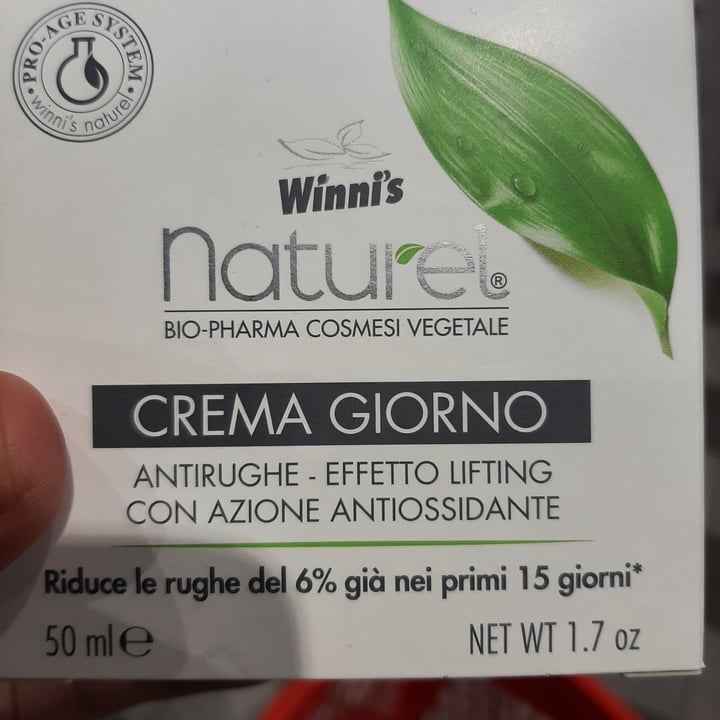 PRO-AGE SYSTEM
winni's naturel
Winni's
naturel®
BIO-PHARMA COSMESI VEGETALE
CREMA GIORNO
ANTIRUGHE - EFFETTO LIFTING
CON AZIONE ANTIOSSIDANTE
Riduce le rughe del 6% già nei primi 15 giorni*
50 ml ℮ NET WT 1.7 oz